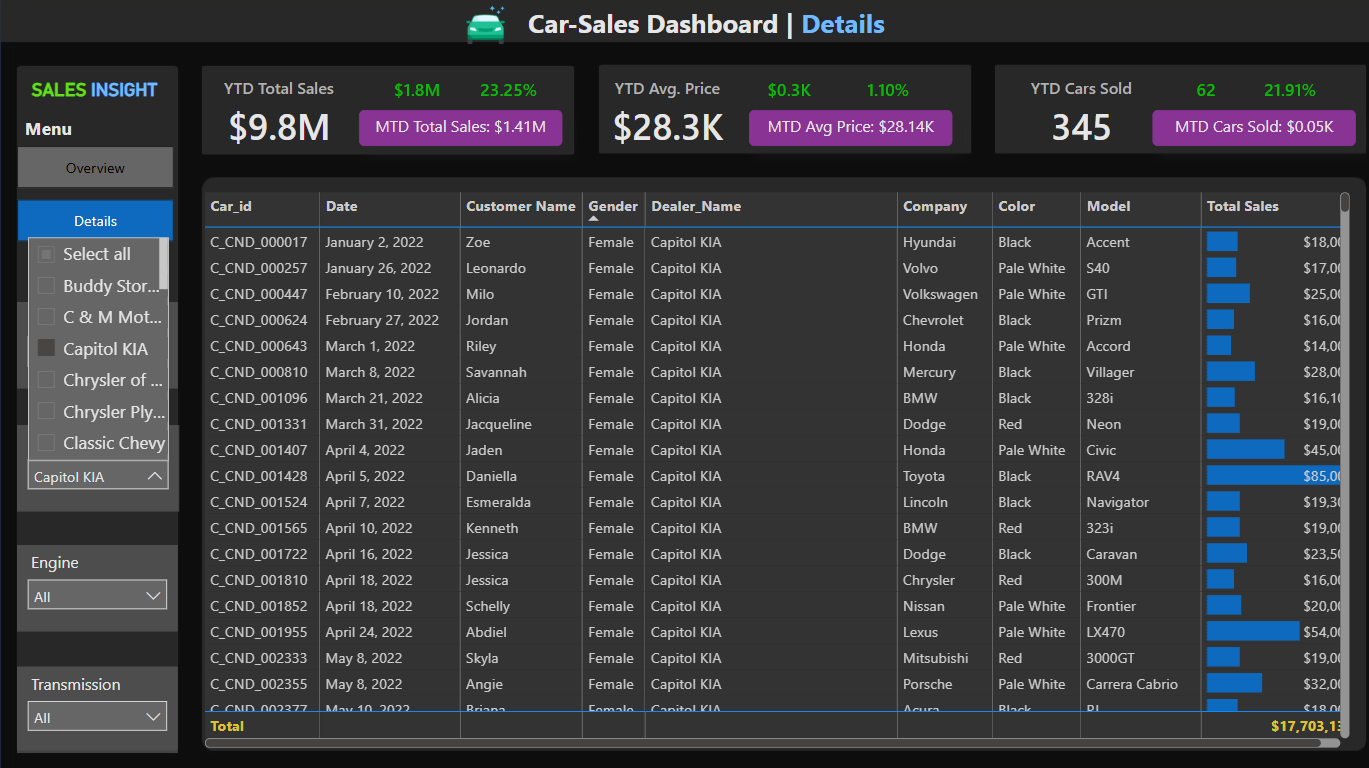 Car-Sales Dashboard | Details
SALES INSIGHT
Menu
Overview
Details
Select all
Buddy Stor...
C & M Mot...
Capitol KIA
Chrysler of ...
Chrysler Ply...
Classic Chevy
Capitol KIA
Engine
All
Transmission
All
YTD Total Sales $1.8M 23.25%
$9.8M MTD Total Sales: $1.41M
YTD Avg. Price $0.3K 1.10%
$28.3K MTD Avg Price: $28.14K
YTD Cars Sold 62 21.91%
345 MTD Cars Sold: $0.05K
Car_id Date Customer Name Gender Dealer_Name Company Color Model Total Sales
C_CND_000017 January 2, 2022 Zoe Female Capitol KIA Hyundai Black Accent $18,00
C_CND_000257 January 26, 2022 Leonardo Female Capitol KIA Volvo Pale White S40 $17,00
C_CND_000447 February 10, 2022 Milo Female Capitol KIA Volkswagen Pale White GTI $25,00
C_CND_000624 February 27, 2022 Jordan Female Capitol KIA Chevrolet Black Prizm $16,00
C_CND_000643 March 1, 2022 Riley Female Capitol KIA Honda Pale White Accord $14,00
C_CND_000810 March 8, 2022 Savannah Female Capitol KIA Mercury Black Villager $28,00
C_CND_001096 March 21, 2022 Alicia Female Capitol KIA BMW Black 328i $16,10
C_CND_001331 March 31, 2022 Jacqueline Female Capitol KIA Dodge Red Neon $19,00
C_CND_001407 April 4, 2022 Jaden Female Capitol KIA Honda Pale White Civic $45,00
C_CND_001428 April 5, 2022 Daniella Female Capitol KIA Toyota Black RAV4 $85,00
C_CND_001524 April 7, 2022 Esmeralda Female Capitol KIA Lincoln Black Navigator $19,30
C_CND_001565 April 10, 2022 Kenneth Female Capitol KIA BMW Red 323i $19,00
C_CND_001722 April 16, 2022 Jessica Female Capitol KIA Dodge Black Caravan $23,50
C_CND_001810 April 18, 2022 Jessica Female Capitol KIA Chrysler Red 300M $16,00
C_CND_001852 April 18, 2022 Schelly Female Capitol KIA Nissan Pale White Frontier $20,00
C_CND_001955 April 24, 2022 Abdiel Female Capitol KIA Lexus Pale White LX470 $54,00
C_CND_002333 May 8, 2022 Skyla Female Capitol KIA Mitsubishi Red 3000GT $19,00
C_CND_002355 May 8, 2022 Angie Female Capitol KIA Porsche Pale White Carrera Cabrio $32,00
C_CND_002377 May 10, 2022 Briana Female Capitol KIA Acura Black RL $18,00
Total $17,703,13